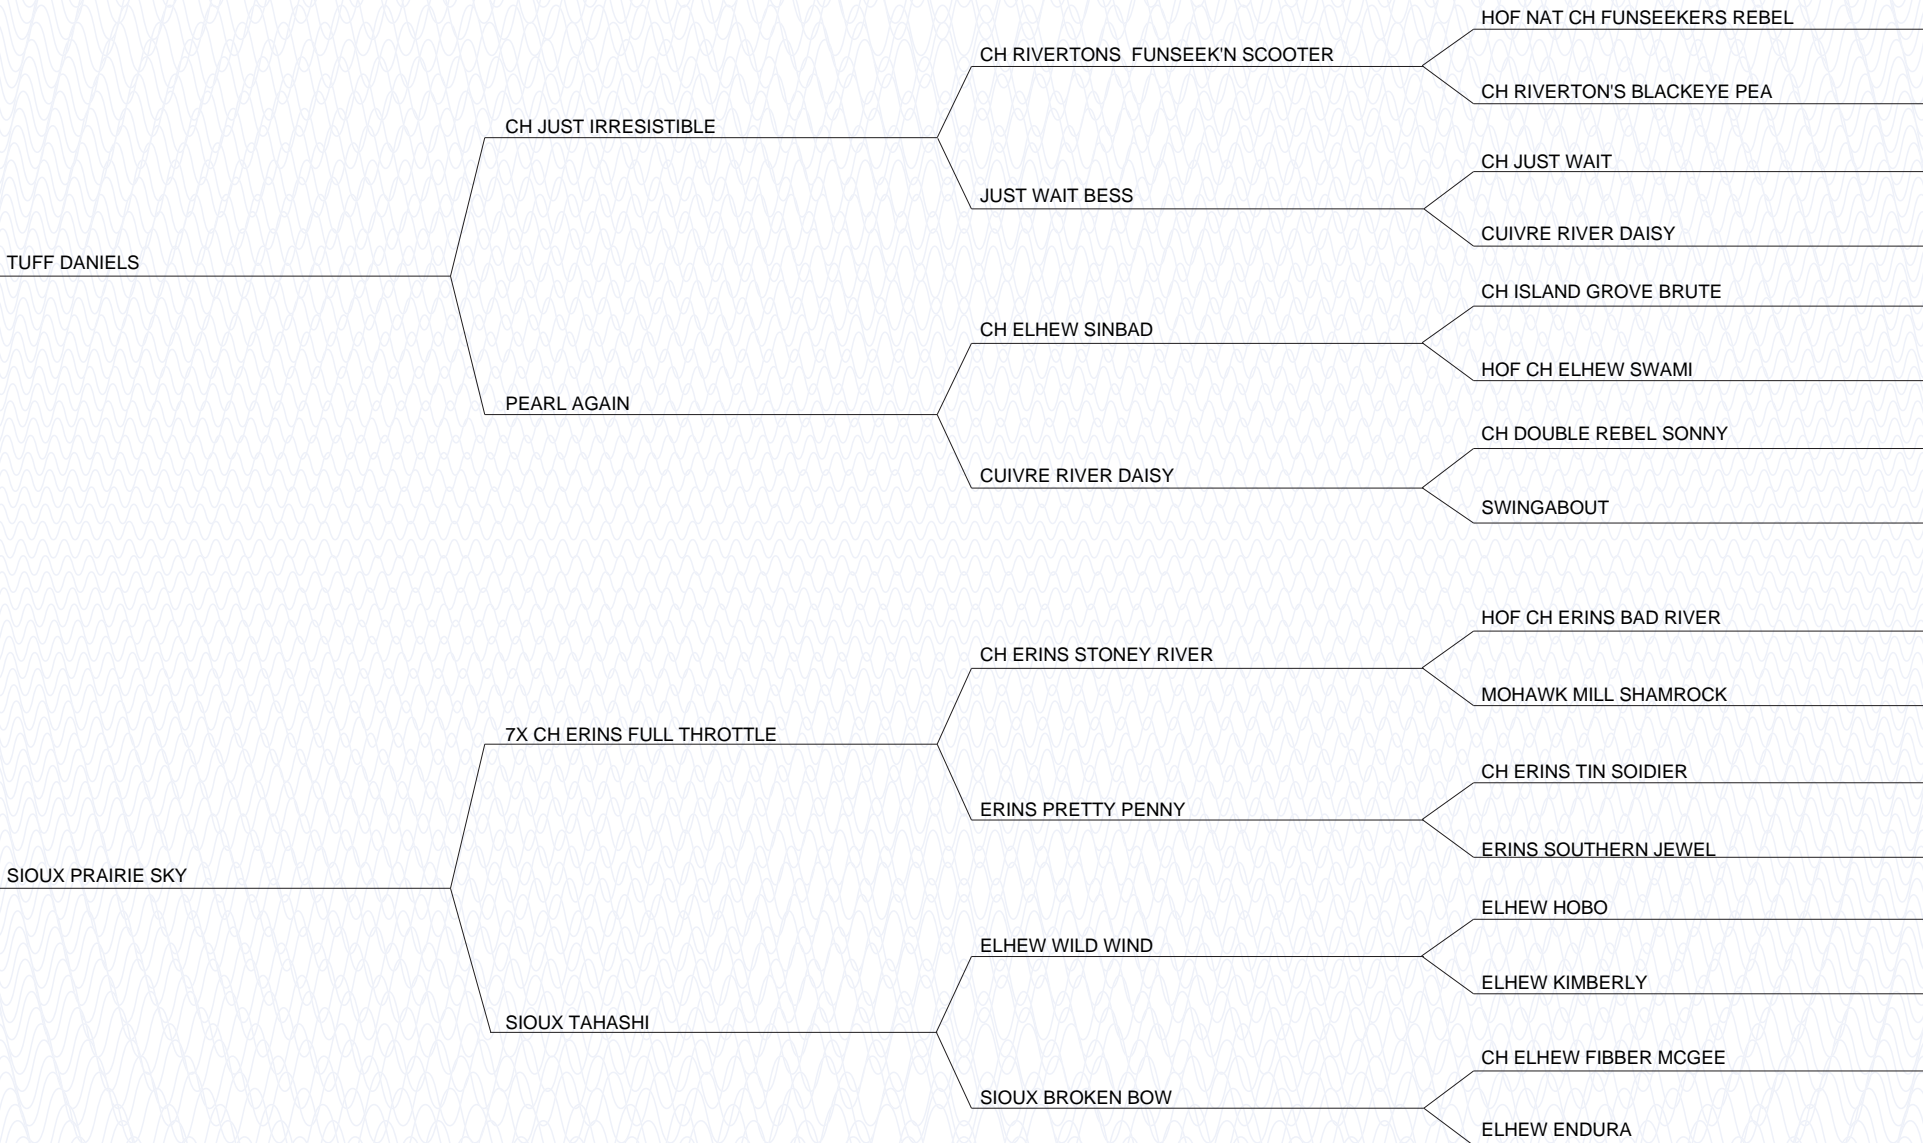 HOF NAT CH FUNSEEKERS REBEL
CH RIVERTONS  FUNSEEK'N SCOOTER
CH RIVERTON'S BLACKEYE PEA
CH JUST IRRESISTIBLE
CH JUST WAIT
JUST WAIT BESS
CUIVRE RIVER DAISY
TUFF DANIELS
CH ISLAND GROVE BRUTE
CH ELHEW SINBAD
HOF CH ELHEW SWAMI
PEARL AGAIN
CH DOUBLE REBEL SONNY
CUIVRE RIVER DAISY
SWINGABOUT
HOF CH ERINS BAD RIVER
CH ERINS STONEY RIVER
MOHAWK MILL SHAMROCK
7X CH ERINS FULL THROTTLE
CH ERINS TIN SOIDIER
ERINS PRETTY PENNY
ERINS SOUTHERN JEWEL
SIOUX PRAIRIE SKY
ELHEW HOBO
ELHEW WILD WIND
ELHEW KIMBERLY
SIOUX TAHASHI
CH ELHEW FIBBER MCGEE
SIOUX BROKEN BOW
ELHEW ENDURA